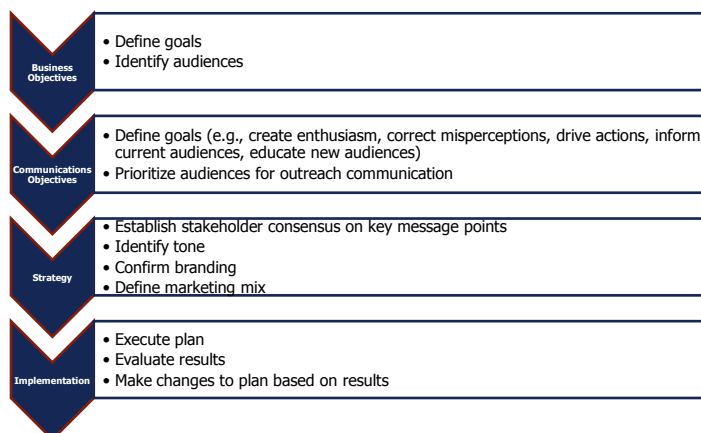 Business
Objectives
• Define goals
• Identify audiences
Communications
Objectives
• Define goals (e.g., create enthusiasm, correct misperceptions, drive actions, inform
current audiences, educate new audiences)
• Prioritize audiences for outreach communication
Strategy
• Establish stakeholder consensus on key message points
• Identify tone
• Confirm branding
• Define marketing mix
Implementation
• Execute plan
• Evaluate results
• Make changes to plan based on results